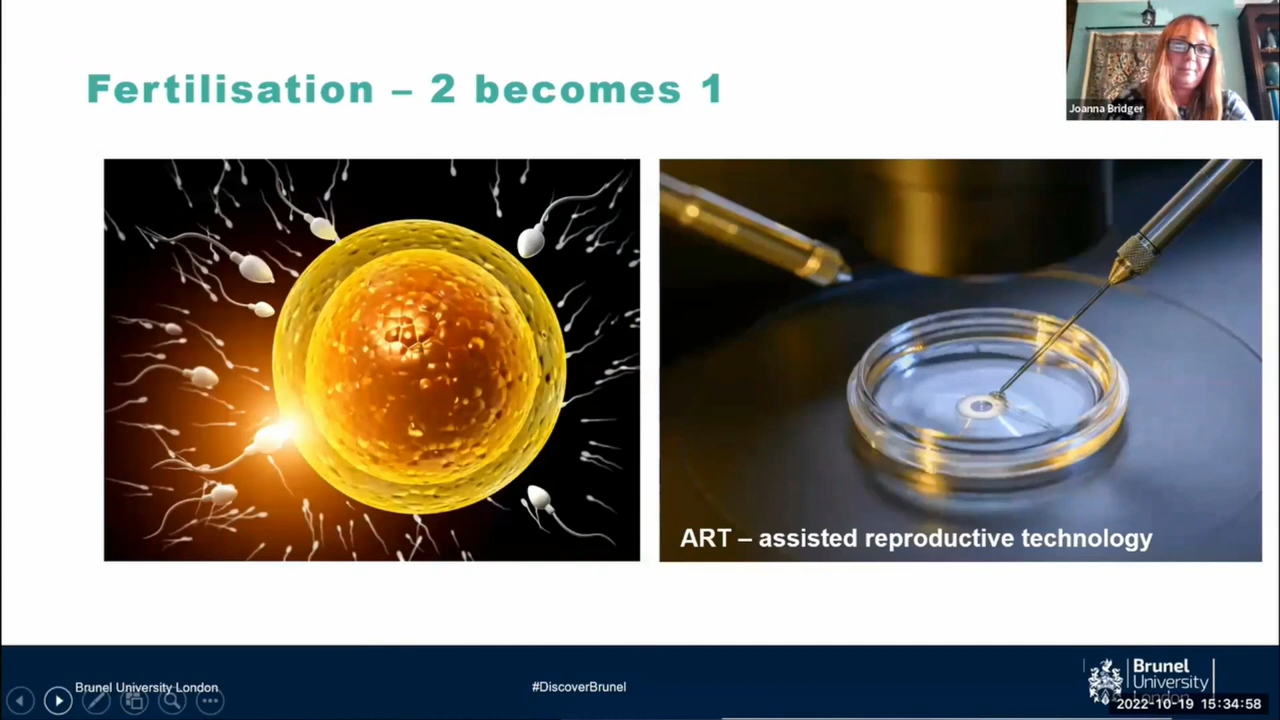 Fertilisation – 2 becomes 1
Joanna Bridger
ART – assisted reproductive technology
Brunel University London
#DiscoverBrunel
Brunel
University
London
2022-10-19 15:34:58